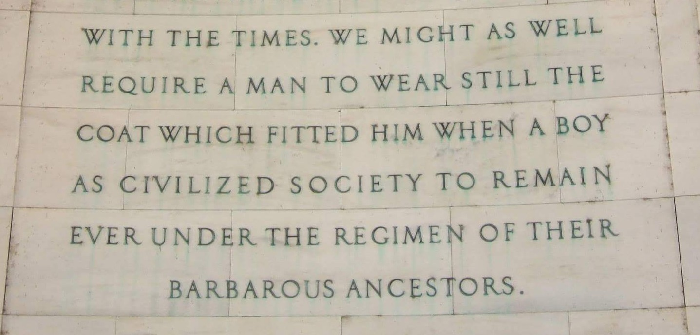 WITH THE TIMES. WE MIGHT AS WELL
REQUIRE A MAN TO WEAR STILL THE
COAT WHICH FITTED HIM WHEN A BOY
AS CIVILIZED SOCIETY TO REMAIN
EVER UNDER THE REGIMEN OF THEIR
BARBAROUS ANCESTORS.